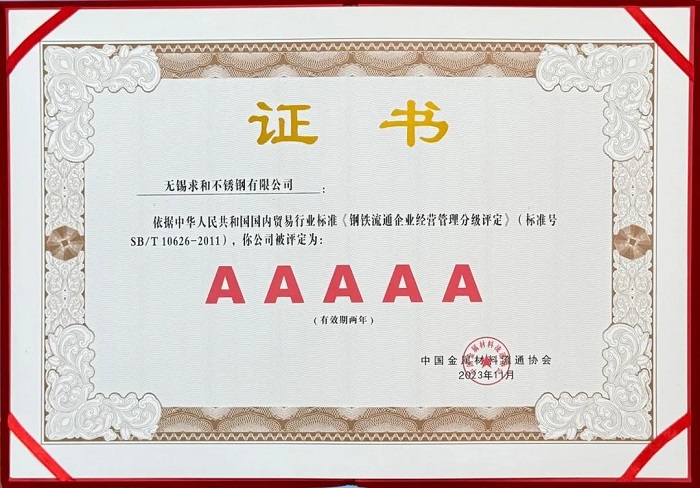 证 书
无锡求和不锈钢有限公司：
依据中华人民共和国国内贸易行业标准《钢铁流通企业经营管理分级评定》（标准号
SB/T 10626-2011），你公司被评定为：
AAAAA
（有效期两年）
中国金属材料流通协会
2023年11月